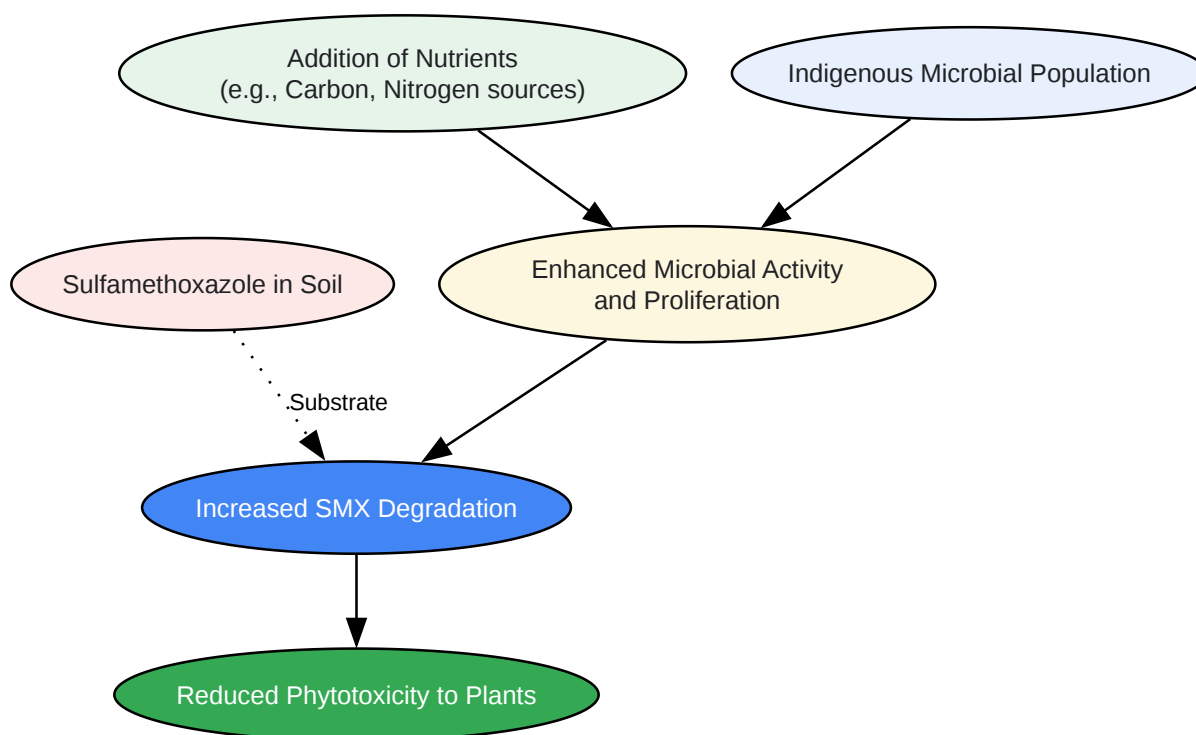 Addition of Nutrients
(e.g., Carbon, Nitrogen sources)
Indigenous Microbial Population
Sulfamethoxazole in Soil
Enhanced Microbial Activity
and Proliferation
Substrate
Increased SMX Degradation
Reduced Phytotoxicity to Plants